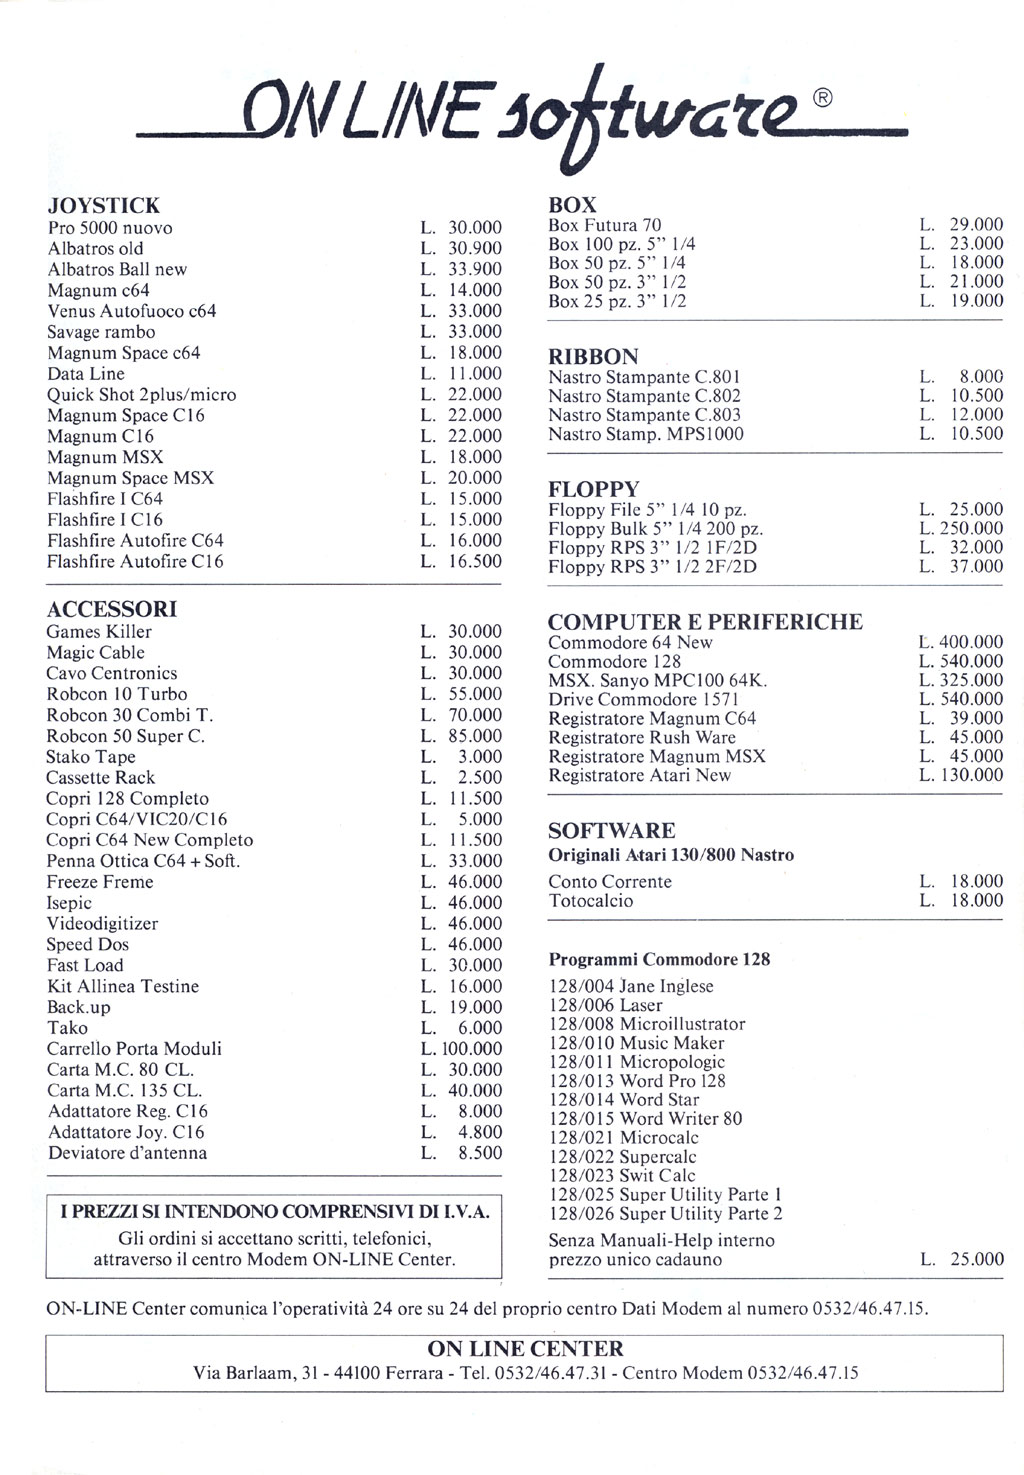 ON LINE software ®
JOYSTICK
Pro 5000 nuovo L. 30.000
Albatros old L. 30.900
Albatros Ball new L. 33.900
Magnum c64 L. 14.000
Venus Autofuoco c64 L. 33.000
Savage rambo L. 33.000
Magnum Space c64 L. 18.000
Data Line L. 11.000
Quick Shot 2plus/micro L. 22.000
Magnum Space C16 L. 22.000
Magnum C16 L. 22.000
Magnum MSX L. 18.000
Magnum Space MSX L. 20.000
Flashfire I C64 L. 15.000
Flashfire I C16 L. 15.000
Flashfire Autofire C64 L. 16.000
Flashfire Autofire C16 L. 16.500
ACCESSORI
Games Killer L. 30.000
Magic Cable L. 30.000
Cavo Centronics L. 30.000
Robcon 10 Turbo L. 55.000
Robcon 30 Combi T. L. 70.000
Robcon 50 Super C. L. 85.000
Stako Tape L. 3.000
Cassette Rack L. 2.500
Copri 128 Completo L. 11.500
Copri C64/VIC20/C16 L. 5.000
Copri C64 New Completo L. 11.500
Penna Ottica C64 + Soft. L. 33.000
Freeze Freme L. 46.000
Isepic L. 46.000
Videodigitizer L. 46.000
Speed Dos L. 46.000
Fast Load L. 30.000
Kit Allinea Testine L. 16.000
Back.up L. 19.000
Tako L. 6.000
Carrello Porta Moduli L. 100.000
Carta M.C. 80 CL. L. 30.000
Carta M.C. 135 CL. L. 40.000
Adattatore Reg. C16 L. 8.000
Adattatore Joy. C16 L. 4.800
Deviatore d'antenna L. 8.500
I PREZZI SI INTENDONO COMPRENSIVI DI I.V.A.
Gli ordini si accettano scritti, telefonici,
attraverso il centro Modem ON-LINE Center.
BOX
Box Futura 70 L. 29.000
Box 100 pz. 5" 1/4 L. 23.000
Box 50 pz. 5" 1/4 L. 18.000
Box 50 pz. 3" 1/2 L. 21.000
Box 25 pz. 3" 1/2 L. 19.000
RIBBON
Nastro Stampante C.801 L. 8.000
Nastro Stampante C.802 L. 10.500
Nastro Stampante C.803 L. 12.000
Nastro Stamp. MPS1000 L. 10.500
FLOPPY
Floppy File 5" 1/4 10 pz. L. 25.000
Floppy Bulk 5" 1/4 200 pz. L. 250.000
Floppy RPS 3" 1/2 1F/2D L. 32.000
Floppy RPS 3" 1/2 2F/2D L. 37.000
COMPUTER E PERIFERICHE
Commodore 64 New L. 400.000
Commodore 128 L. 540.000
MSX. Sanyo MPC100 64K. L. 325.000
Drive Commodore 1571 L. 540.000
Registratore Magnum C64 L. 39.000
Registratore Rush Ware L. 45.000
Registratore Magnum MSX L. 45.000
Registratore Atari New L. 130.000
SOFTWARE
Originali Atari 130/800 Nastro
Conto Corrente L. 18.000
Totocalcio L. 18.000
Programmi Commodore 128
128/004 Jane Inglese
128/006 Laser
128/008 Microillustrator
128/010 Music Maker
128/011 Micropologic
128/013 Word Pro 128
128/014 Word Star
128/015 Word Writer 80
128/021 Microcalc
128/022 Supercalc
128/023 Swit Calc
128/025 Super Utility Parte 1
128/026 Super Utility Parte 2
Senza Manuali-Help interno
prezzo unico cadauno L. 25.000
ON-LINE Center comunica l'operatività 24 ore su 24 del proprio centro Dati Modem al numero 0532/46.47.15.
ON LINE CENTER
Via Barlaam, 31 - 44100 Ferrara - Tel. 0532/46.47.31 - Centro Modem 0532/46.47.15